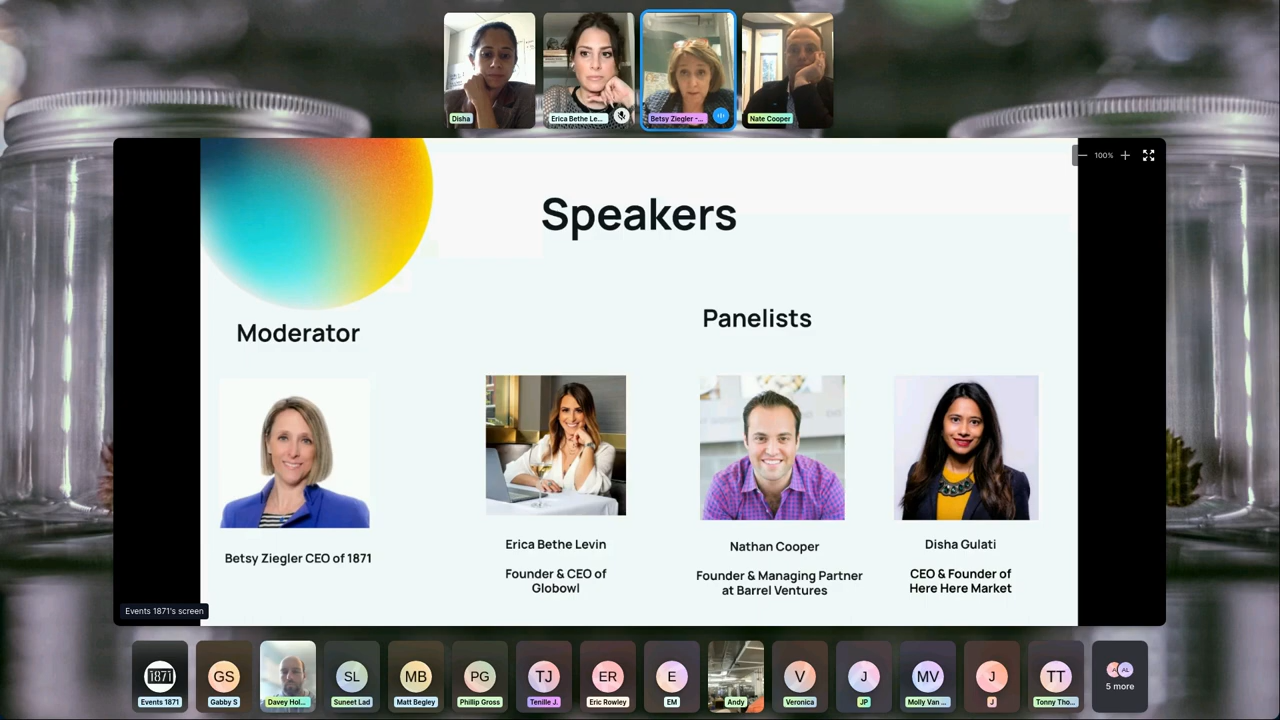 Disha
Erica Bethe Le...
Betsy Ziegler -...
Nate Cooper
100%
Speakers
Moderator
Panelists
Betsy Ziegler CEO of 1871
Erica Bethe Levin
Founder & CEO of
Globowl
Nathan Cooper
Founder & Managing Partner
at Barrel Ventures
Disha Gulati
CEO & Founder of
Here Here Market
Events 1871's screen
1871
Events 1871
GS
Gabby S
Davey Hol...
SL
Suneet Lad
MB
Matt Begley
PG
Phillip Gross
TJ
Tenille J.
ER
Eric Rowley
E
EM
Andy
V
Veronica
J
JP
MV
Molly Van ...
J
J
TT
Tonny Tho...
AL
5 more